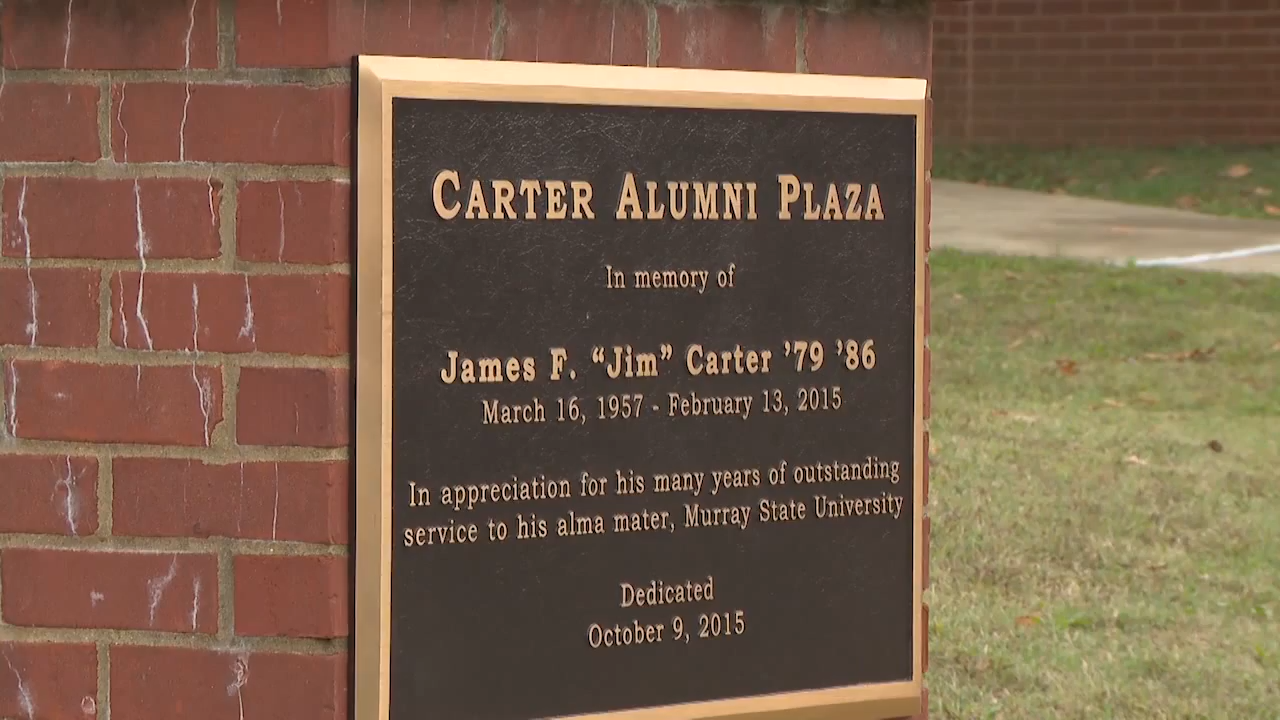 CARTER ALUMNI PLAZA
In memory of
James F. “Jim” Carter ’79 ’86
March 16, 1957 - February 13, 2015
In appreciation for his many years of outstanding
service to his alma mater, Murray State University
Dedicated
October 9, 2015